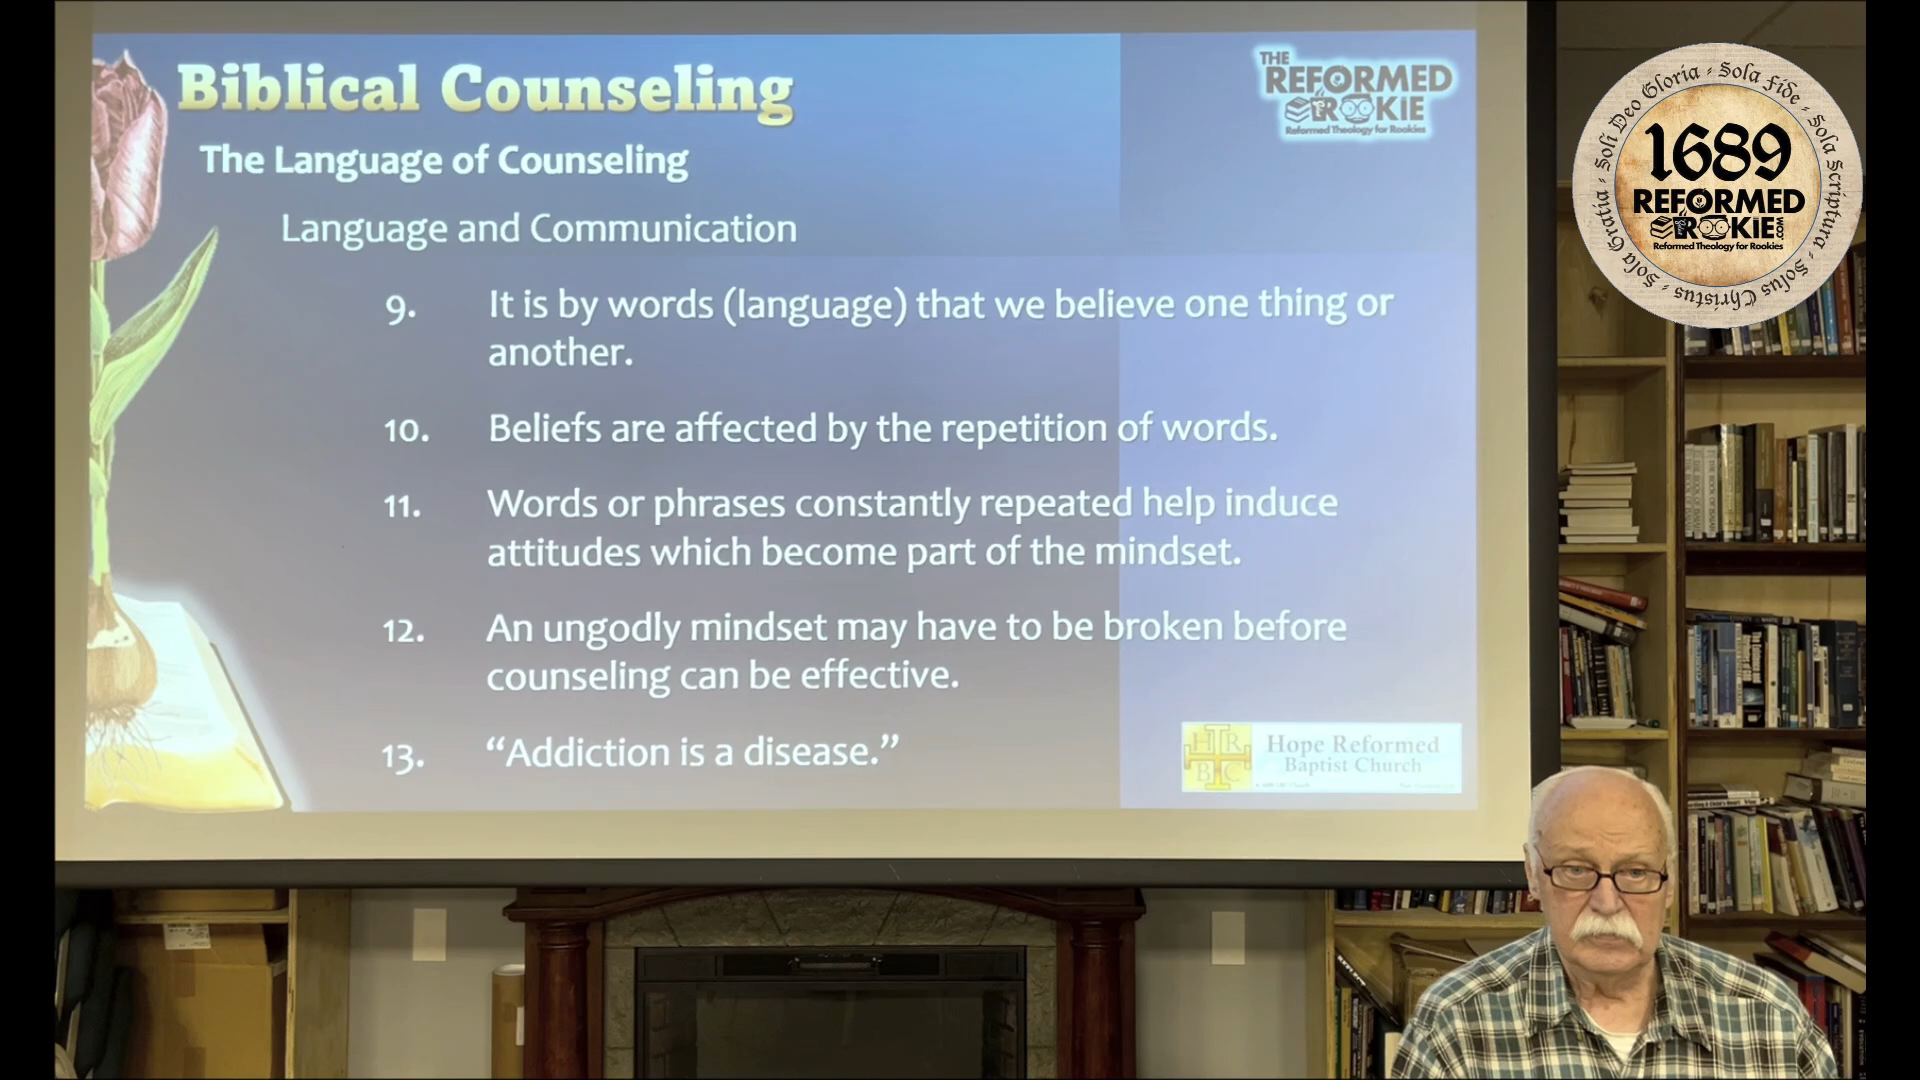 Biblical Counseling
The Language of Counseling
Language and Communication
9. It is by words (language) that we believe one thing or
another.
10. Beliefs are affected by the repetition of words.
11. Words or phrases constantly repeated help induce
attitudes which become part of the mindset.
12. An ungodly mindset may have to be broken before
counseling can be effective.
13. “Addiction is a disease.”
THE
REFORMED
ROOKIE
Reformed Theology for Rookies
H R
B C
Hope Reformed
Baptist Church
Sola Gratia - Soli Deo Gloria - Sola Fide - Sola Scriptura - Solus Christus -
1689
REFORMED
ROOKIE.COM
Reformed Theology for Rookies